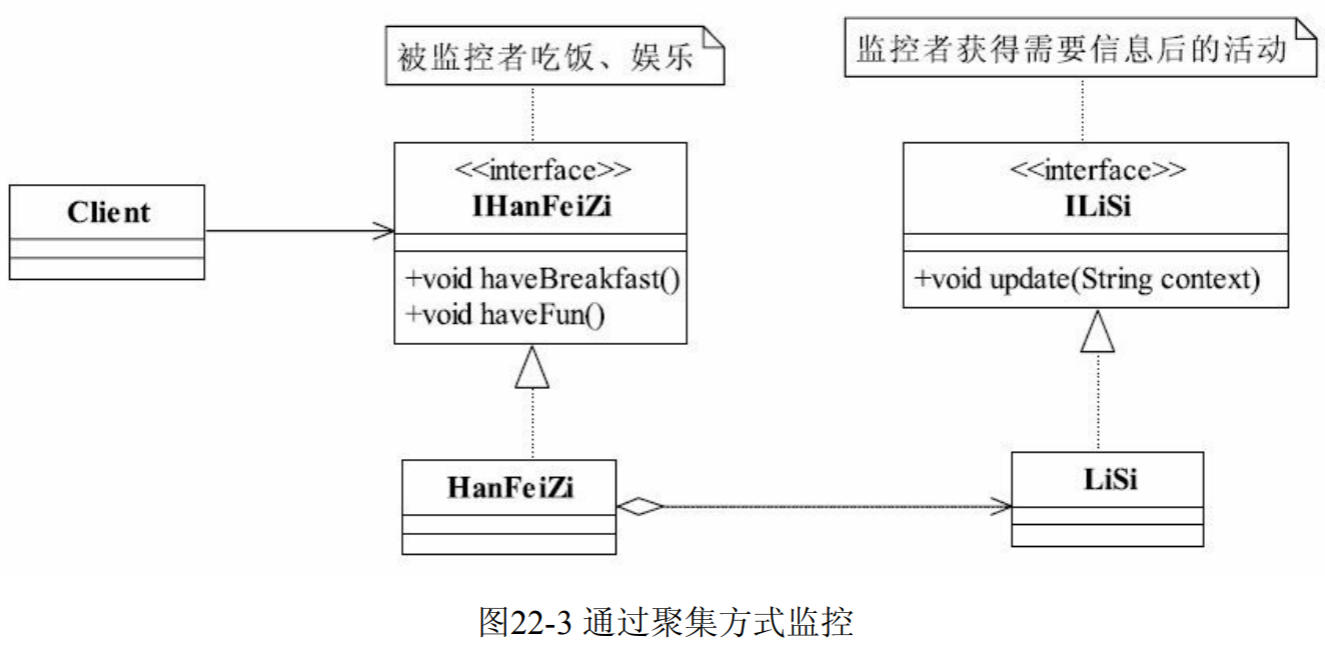 被监控者吃饭、娱乐
监控者获得需要信息后的活动
Client
<<interface>>
IHanFeiZi
+void haveBreakfast()
+void haveFun()
<<interface>>
ILiSi
+void update(String context)
HanFeiZi
LiSi
图22-3 通过聚集方式监控